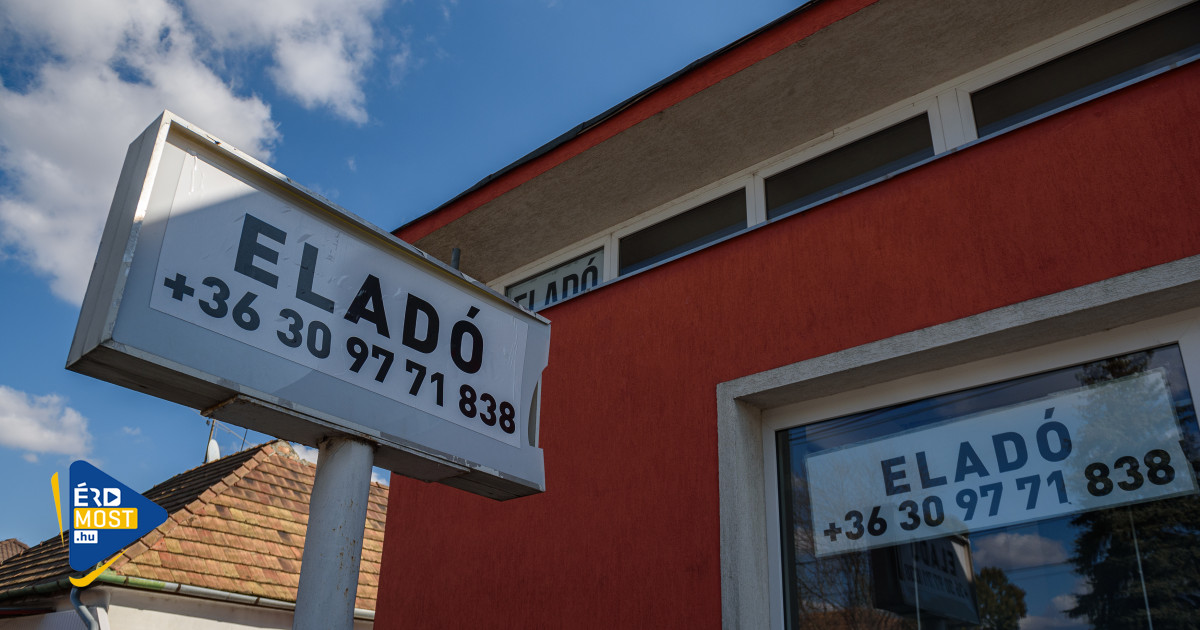 ELADÓ
+36 30 97 71 838
ELADÓ
ELADÓ
+36 30 97 71 838
ÉRD
MOST
.hu